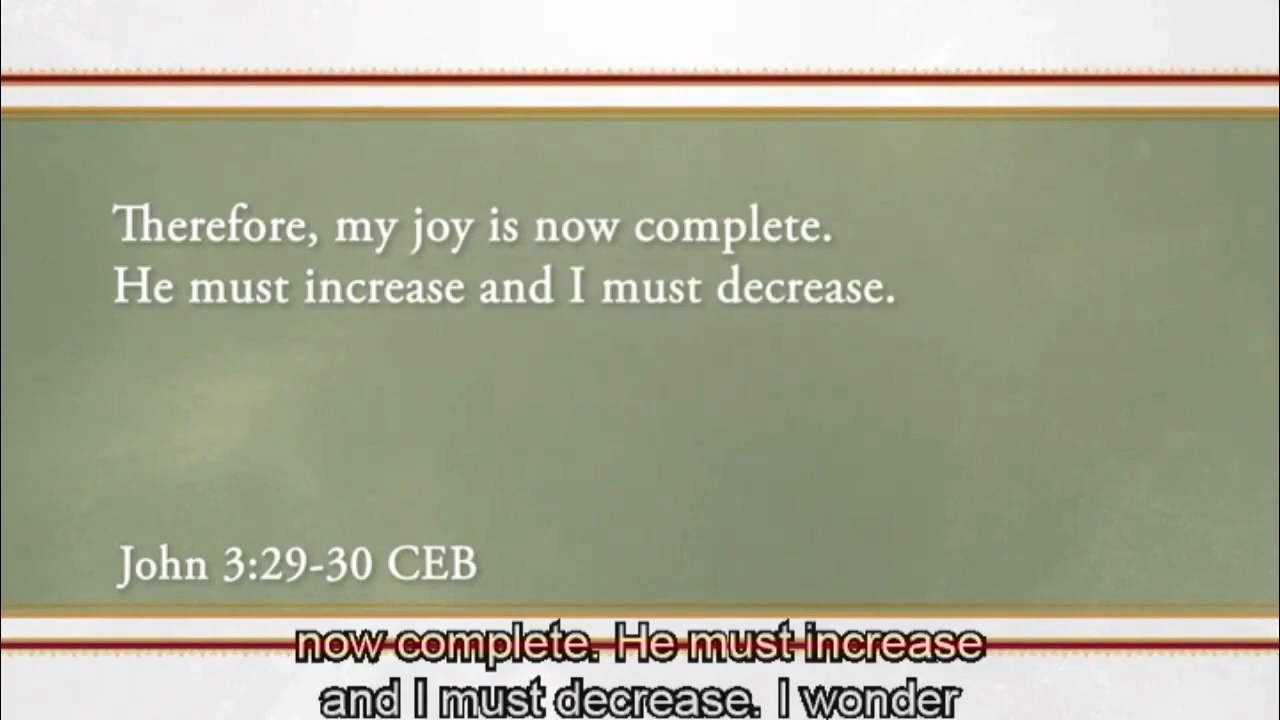 Therefore, my joy is now complete.
He must increase and I must decrease.
John 3:29-30 CEB
now complete. He must increase
and I must decrease. I wonder